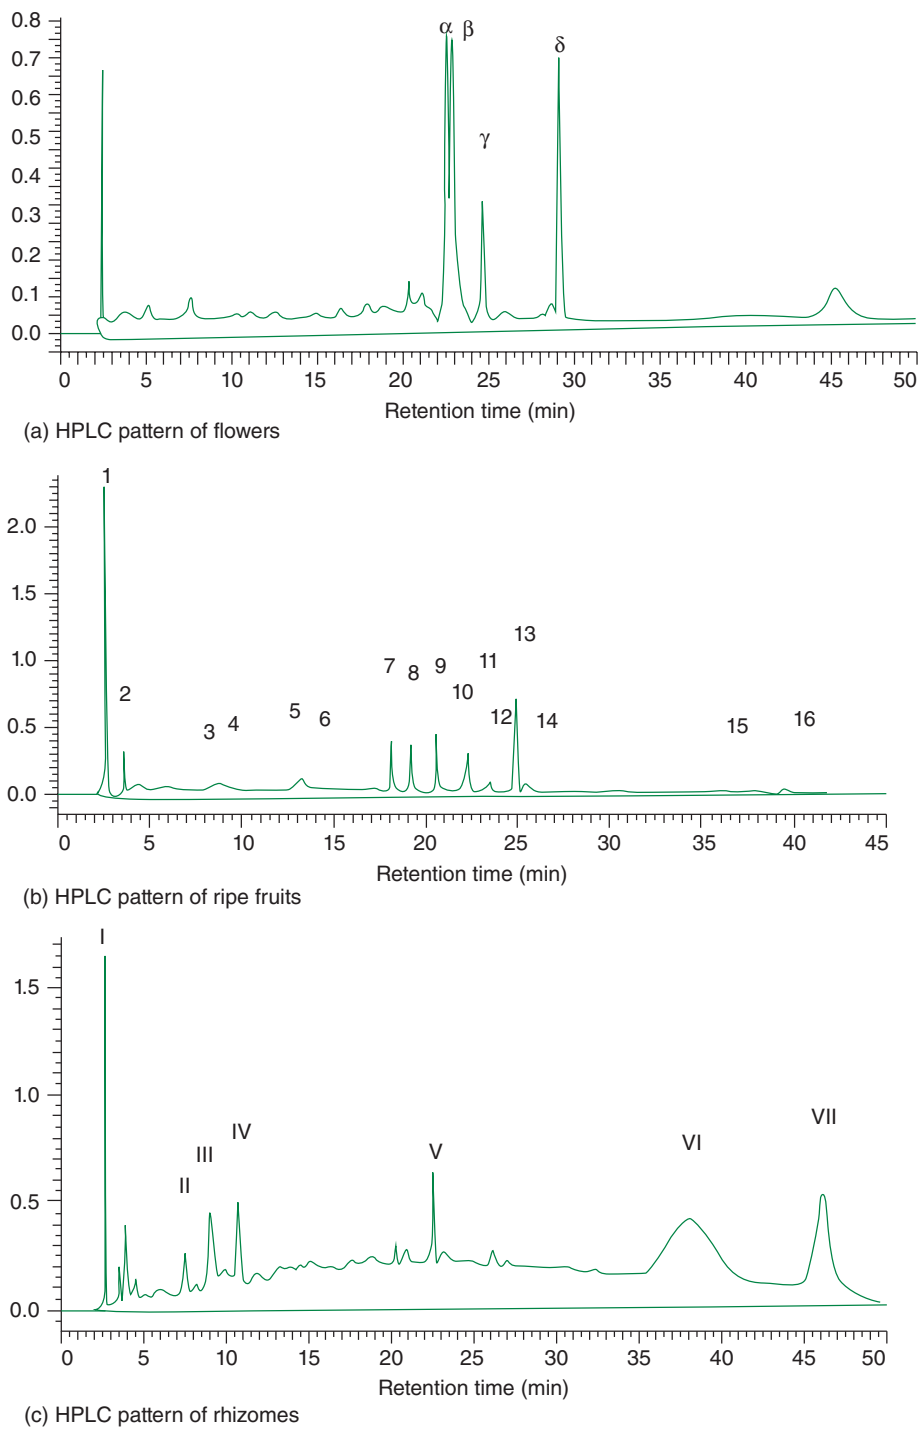 0.8
0.7
0.6
0.5
0.4
0.3
0.2
0.1
0.0
α β
γ
δ
0 5 10 15 20 25 30 35 40 45 50
Retention time (min)
(a) HPLC pattern of flowers
2.0
1.5
1.0
0.5
0.0
1
2
3
4
5
6
7
8
9
10
11
12
13
14
15
16
0 5 10 15 20 25 30 35 40 45
Retention time (min)
(b) HPLC pattern of ripe fruits
1.5
1.0
0.5
0.0
I
II
III
IV
V
VI
VII
0 5 10 15 20 25 30 35 40 45 50
Retention time (min)
(c) HPLC pattern of rhizomes